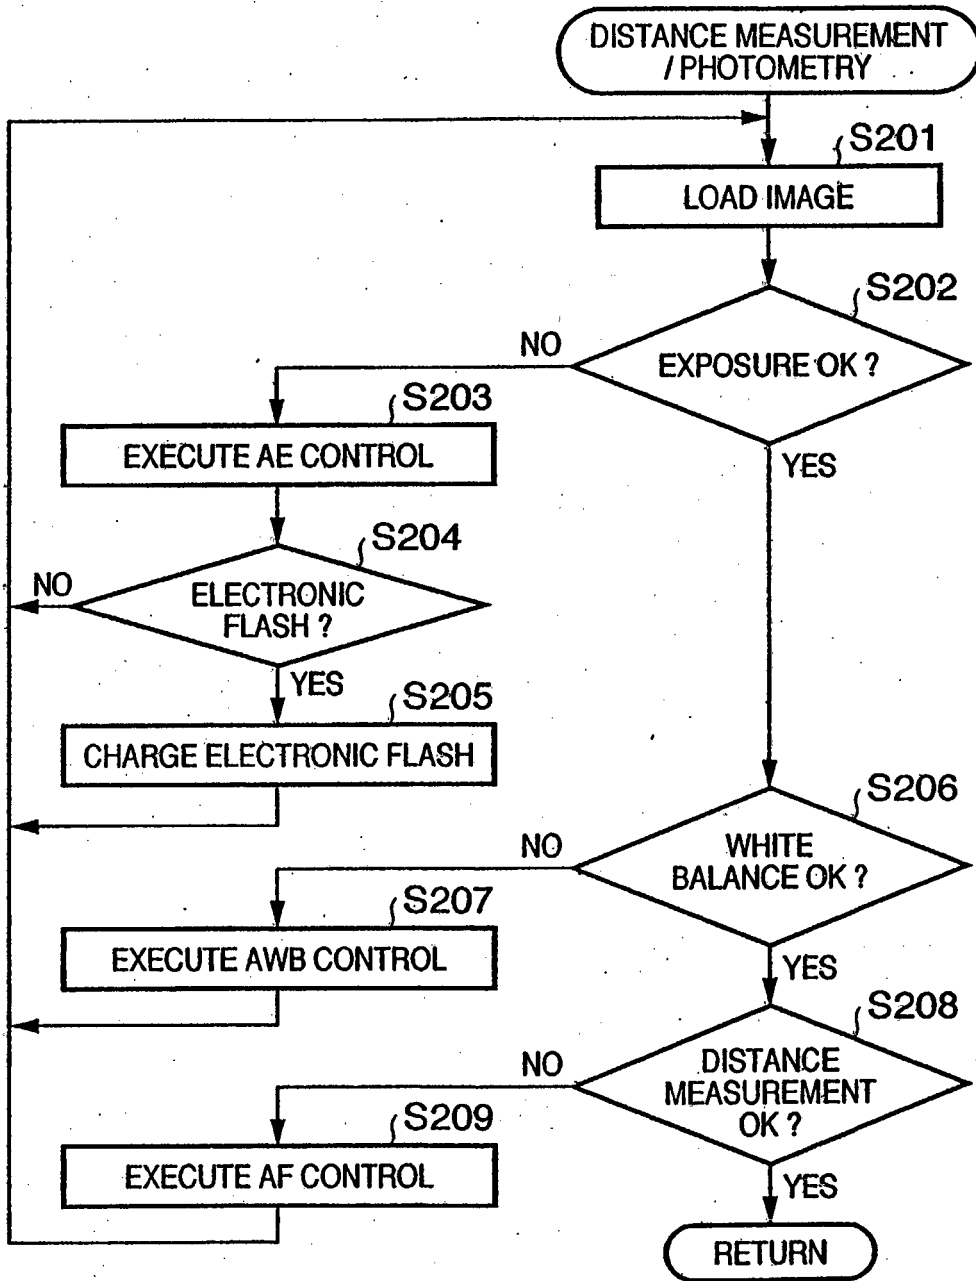 DISTANCE MEASUREMENT
/ PHOTOMETRY
S201
LOAD IMAGE
S202
EXPOSURE OK ?
NO
YES
S203
EXECUTE AE CONTROL
S204
ELECTRONIC
FLASH ?
NO
YES
S205
CHARGE ELECTRONIC FLASH
S206
WHITE
BALANCE OK ?
NO
YES
S207
EXECUTE AWB CONTROL
S208
DISTANCE
MEASUREMENT
OK ?
NO
YES
S209
EXECUTE AF CONTROL
RETURN